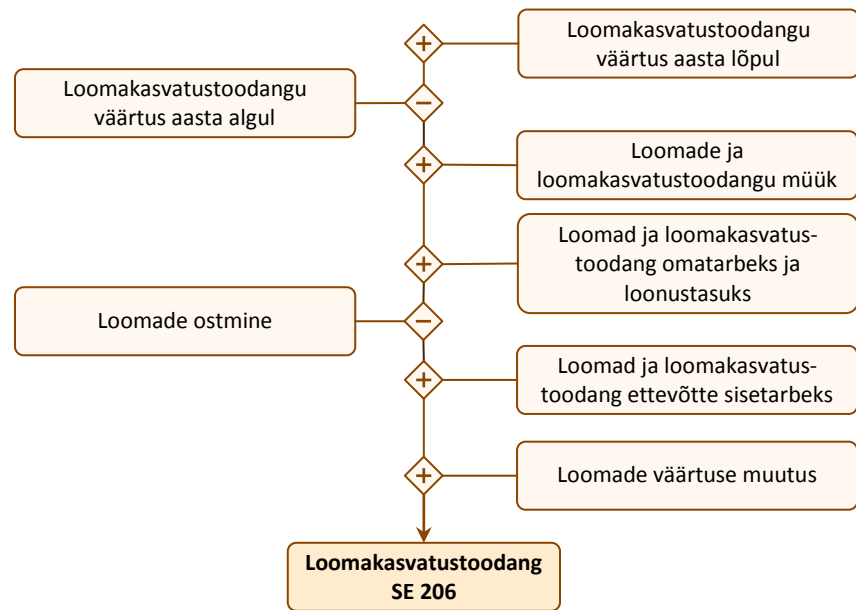 +
Loomakasvatustoodangu
väärtus aasta lõpul
Loomakasvatustoodangu
väärtus aasta algul
−
+
Loomade ja
loomakasvatustoodangu müük
+
Loomad ja loomakasvatus-
toodang omatarbeks ja
loonustasuks
Loomade ostmine
−
+
Loomad ja loomakasvatus-
toodang ettevõtte sisetarbeks
+
Loomade väärtuse muutus
Loomakasvatustoodang
SE 206